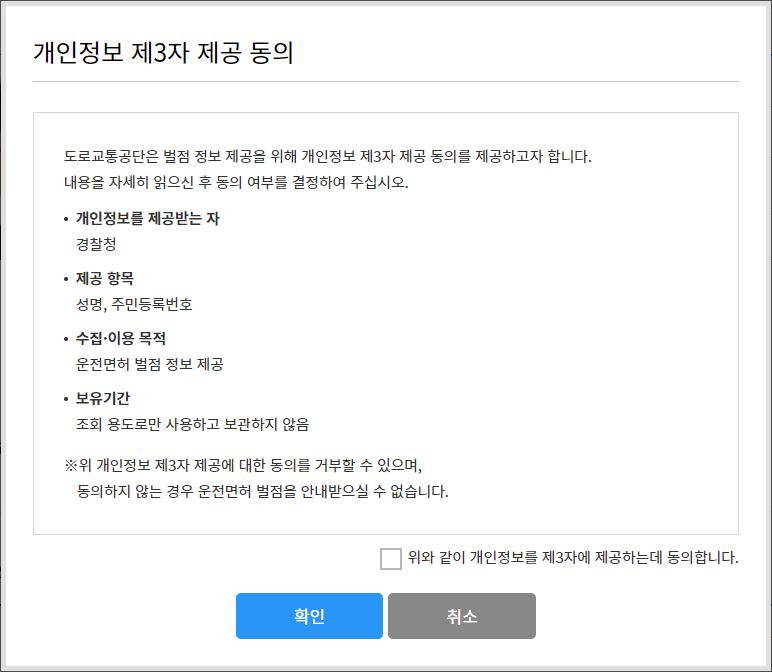 개인정보 제3자 제공 동의
도로교통공단은 벌점 정보 제공을 위해 개인정보 제3자 제공 동의를 제공하고자 합니다.
내용을 자세히 읽으신 후 동의 여부를 결정하여 주십시오.
• 개인정보를 제공받는 자
경찰청
• 제공 항목
성명, 주민등록번호
• 수집·이용 목적
운전면허 벌점 정보 제공
• 보유기간
조회 용도로만 사용하고 보관하지 않음
※위 개인정보 제3자 제공에 대한 동의를 거부할 수 있으며,
동의하지 않는 경우 운전면허 벌점을 안내받으실 수 없습니다.
위와 같이 개인정보를 제3자에 제공하는데 동의합니다.
확인 취소